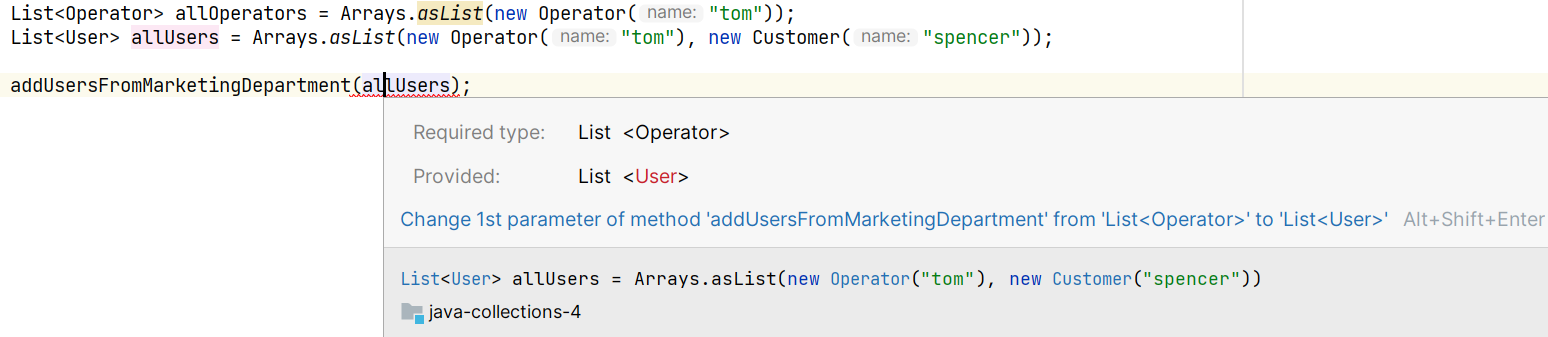 List<Operator> allOperators = Arrays.asList(new Operator( name: "tom"));
List<User> allUsers = Arrays.asList(new Operator( name: "tom"), new Customer( name: "spencer"));
addUsersFromMarketingDepartment(allUsers);
Required type: List <Operator>
Provided: List <User>
Change 1st parameter of method 'addUsersFromMarketingDepartment' from 'List<Operator>' to 'List<User>' Alt+Shift+Enter
List<User> allUsers = Arrays.asList(new Operator("tom"), new Customer("spencer"))
java-collections-4